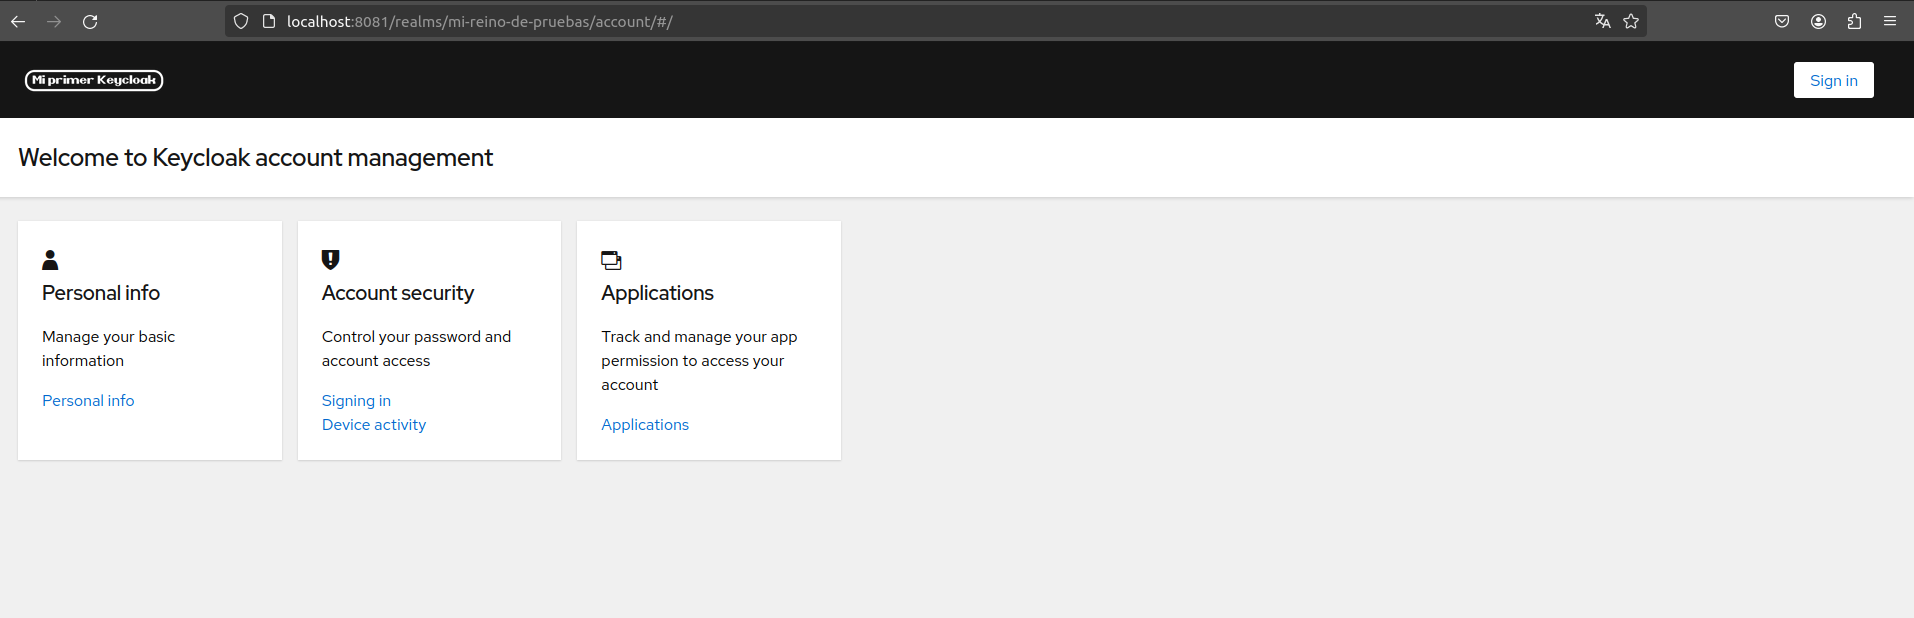 localhost:8081/realms/mi-reino-de-pruebas/account/#/
Mi primer Keycloak
Sign in
Welcome to Keycloak account management
Personal info
Manage your basic
information
Personal info
Account security
Control your password and
account access
Signing in
Device activity
Applications
Track and manage your app
permission to access your
account
Applications